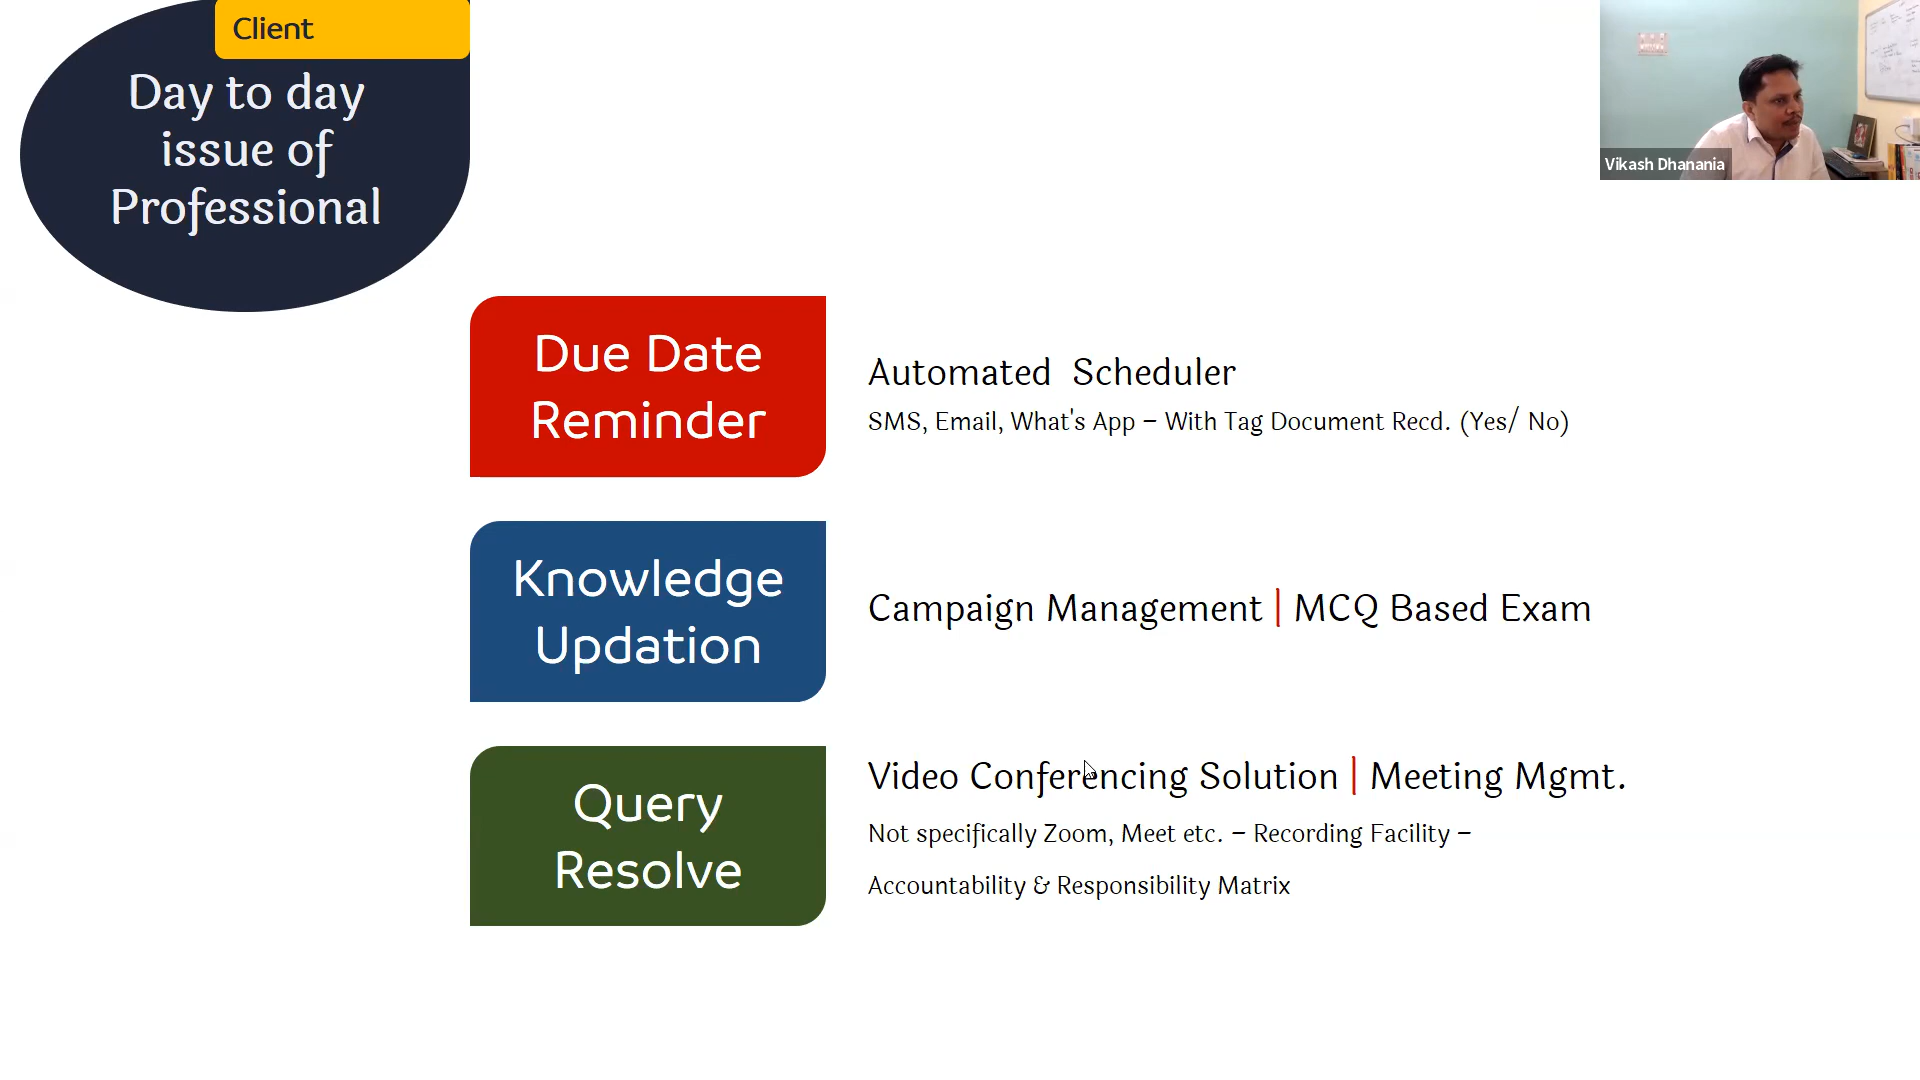 Client
Day to day
issue of
Professional
Vikash Dhanania
Due Date
Reminder
Automated Scheduler
SMS, Email, What's App – With Tag Document Recd. (Yes/ No)
Knowledge
Updation
Campaign Management | MCQ Based Exam
Query
Resolve
Video Conferencing Solution | Meeting Mgmt.
Not specifically Zoom, Meet etc. – Recording Facility –
Accountability & Responsibility Matrix